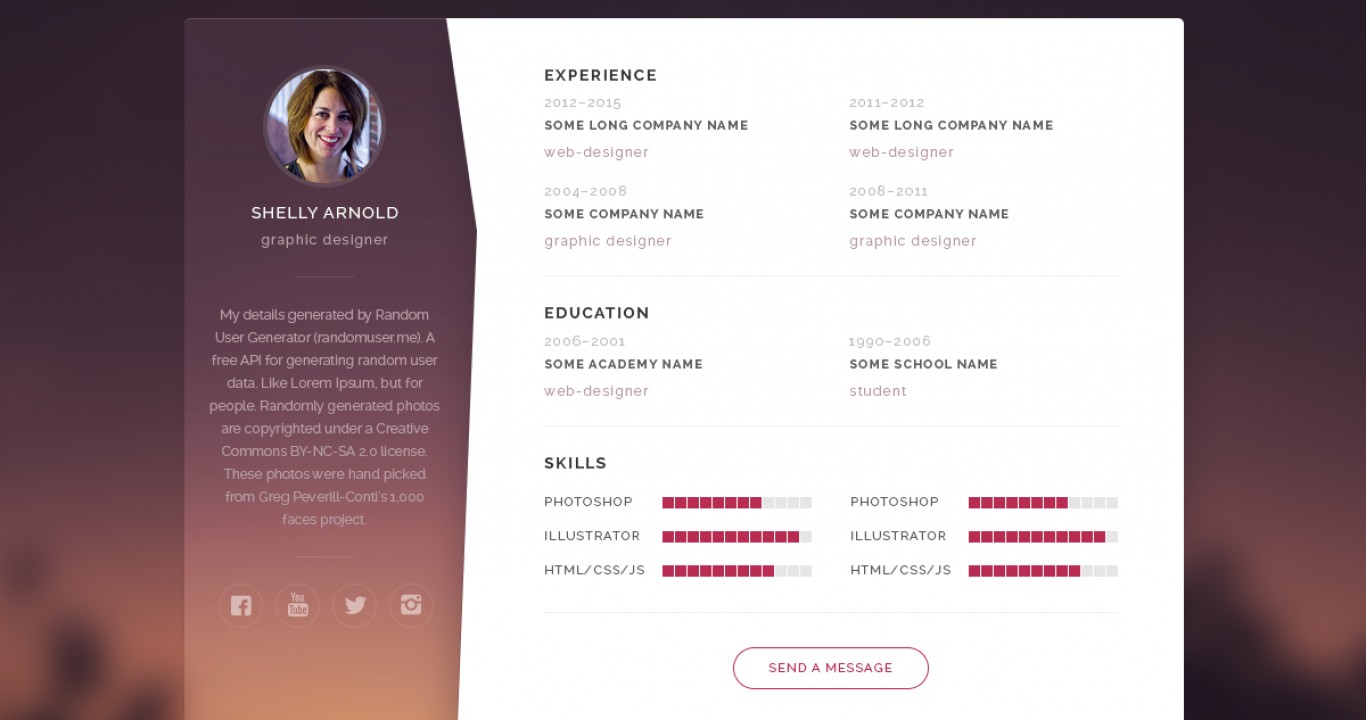 SHELLY ARNOLD
graphic designer
My details generated by Random
User Generator (randomuser.me). A
free API for generating random user
data. Like Lorem Ipsum, but for
people. Randomly generated photos
are copyrighted under a Creative
Commons BY-NC-SA 2.0 license.
These photos were hand picked
from Greg Peverill-Conti's 1,000
faces project.
You
Tube
EXPERIENCE
2012–2015
SOME LONG COMPANY NAME
web-designer
2011–2012
SOME LONG COMPANY NAME
web-designer
2004–2008
SOME COMPANY NAME
graphic designer
2008–2011
SOME COMPANY NAME
graphic designer
EDUCATION
2006–2001
SOME ACADEMY NAME
web-designer
1990–2006
SOME SCHOOL NAME
student
SKILLS
PHOTOSHOP
PHOTOSHOP
ILLUSTRATOR
ILLUSTRATOR
HTML/CSS/JS
HTML/CSS/JS
SEND A MESSAGE